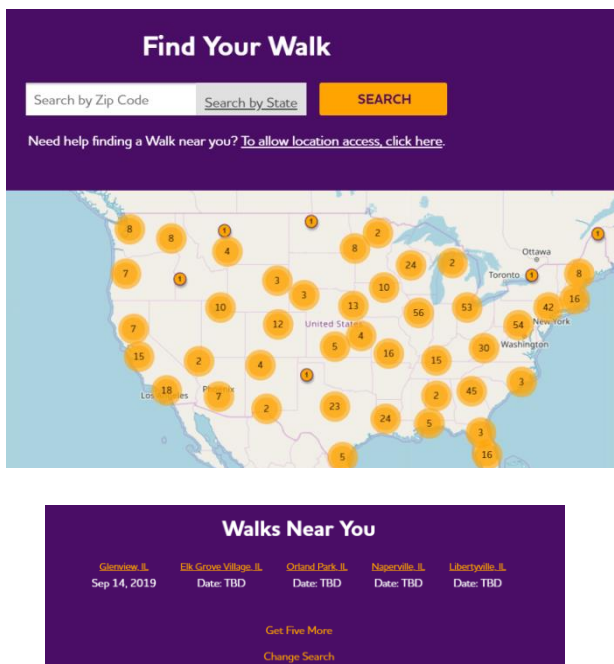 Find Your Walk
Search by Zip Code Search by State SEARCH
Need help finding a Walk near you? To allow location access, click here.
8 8 1 4 1 8 2
Ottawa
7 1 3 3 10 24 2 Toronto 1 8 1
10 12 United States 13 56 53 42 16
New York
7 5 4 54
Washington
15 2 4 16 15 30
18 7 1 2 45 3
Los Angeles
2 23 24 5 3
5 16
Walks Near You
Glenview, IL Elk Grove Village, IL Orland Park, IL Naperville, IL Libertyville, IL
Sep 14, 2019 Date: TBD Date: TBD Date: TBD Date: TBD
Get Five More
Change Search